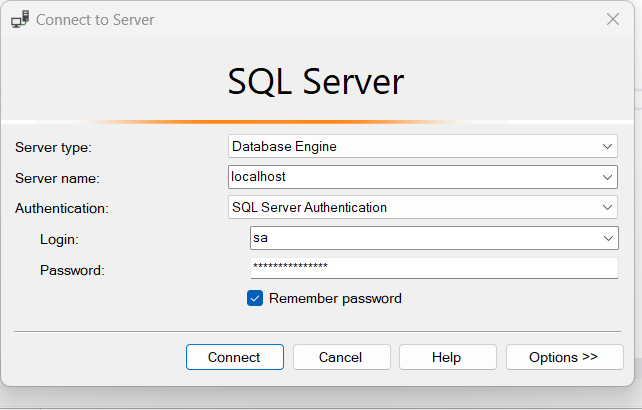 Connect to Server
SQL Server
Server type: Database Engine
Server name: localhost
Authentication: SQL Server Authentication
Login: sa
Password: ***************
Remember password
Connect Cancel Help Options >>